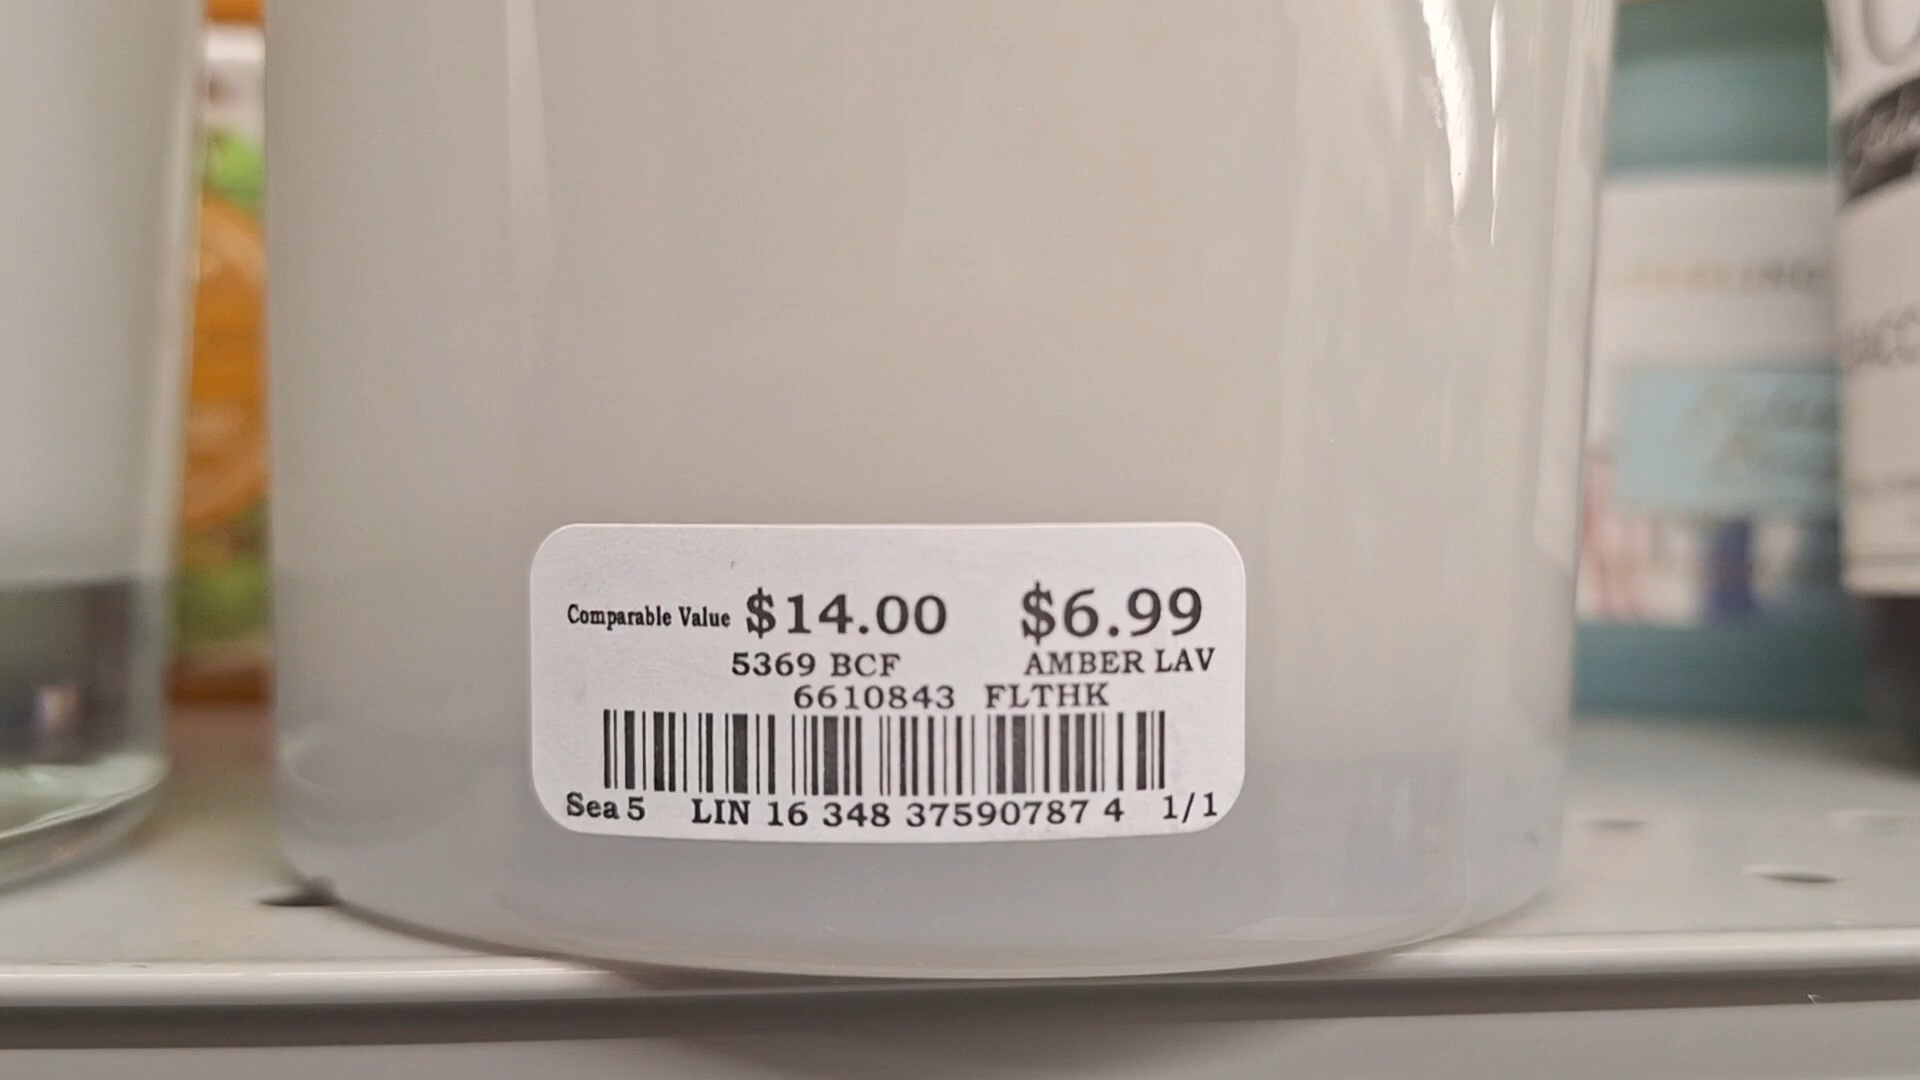 Comparable Value $14.00 $6.99
5369 BCF AMBER LAV
6610843 FLTHK
Sea 5 LIN 16 348 37590787 4 1/1